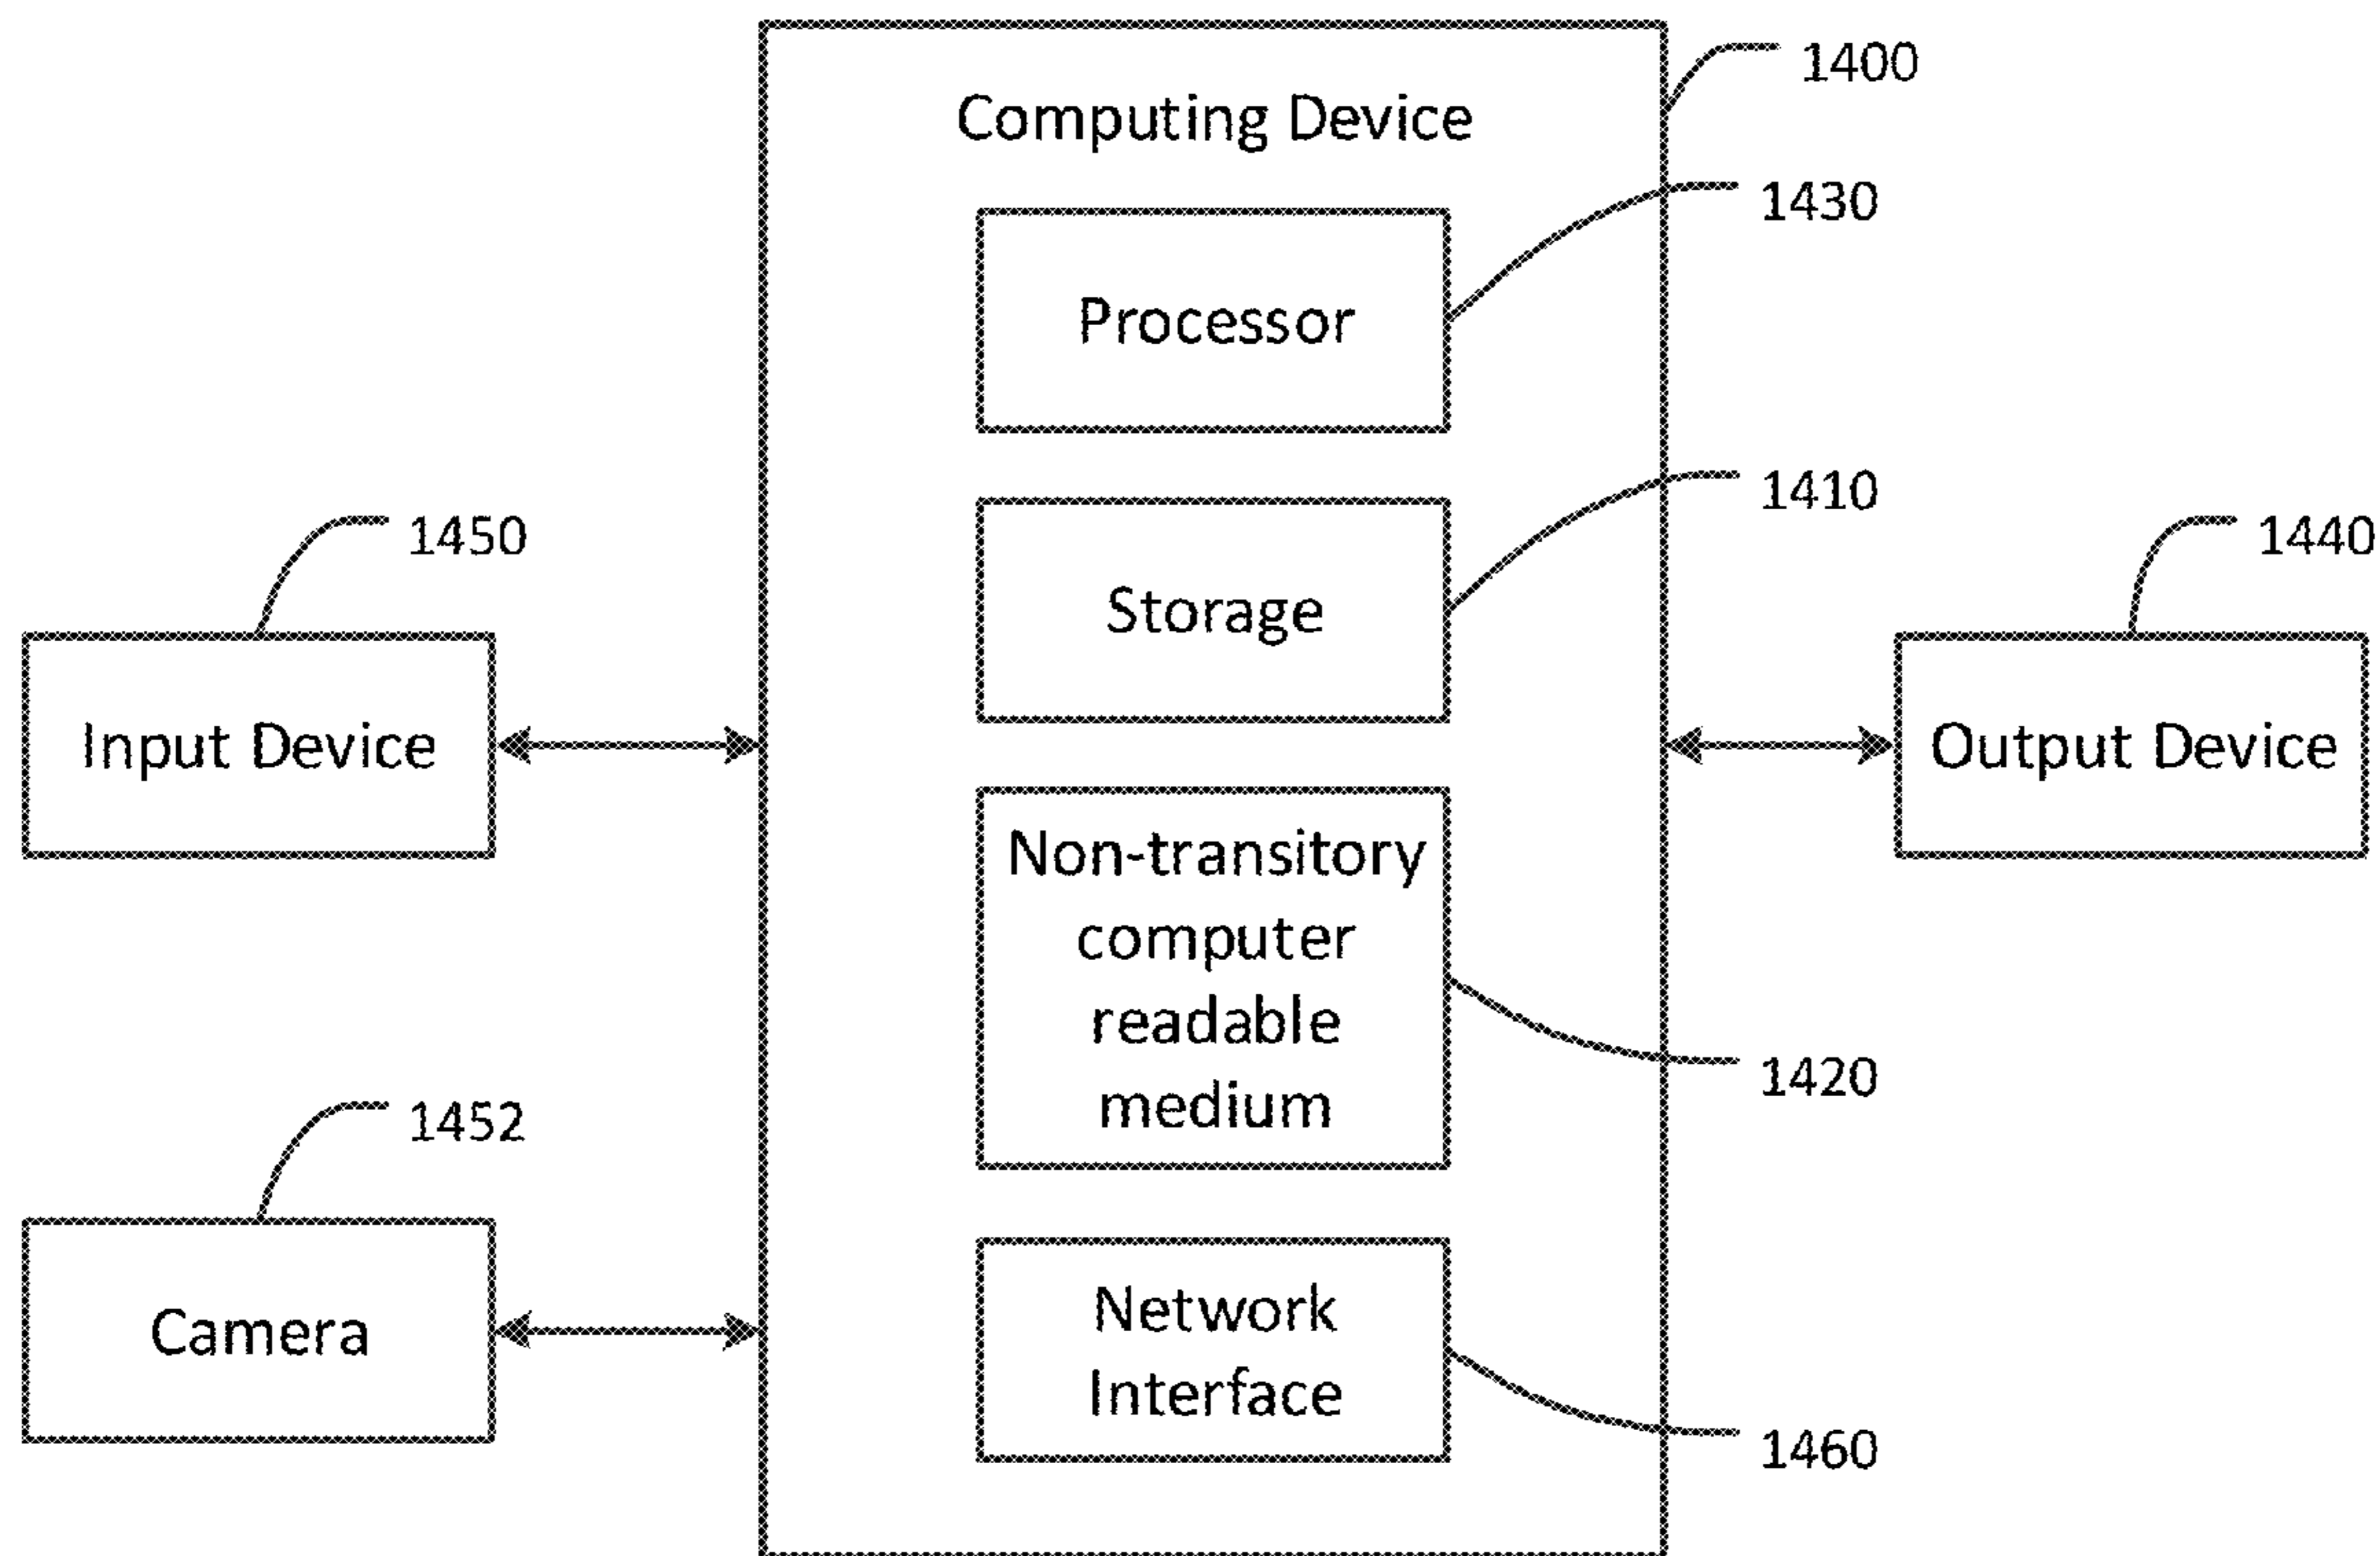 Computing Device
1400
Processor
1430
Storage
1410
Non-transitory
computer
readable
medium
1420
Network
Interface
1460
1450
Input Device
1452
Camera
1440
Output Device